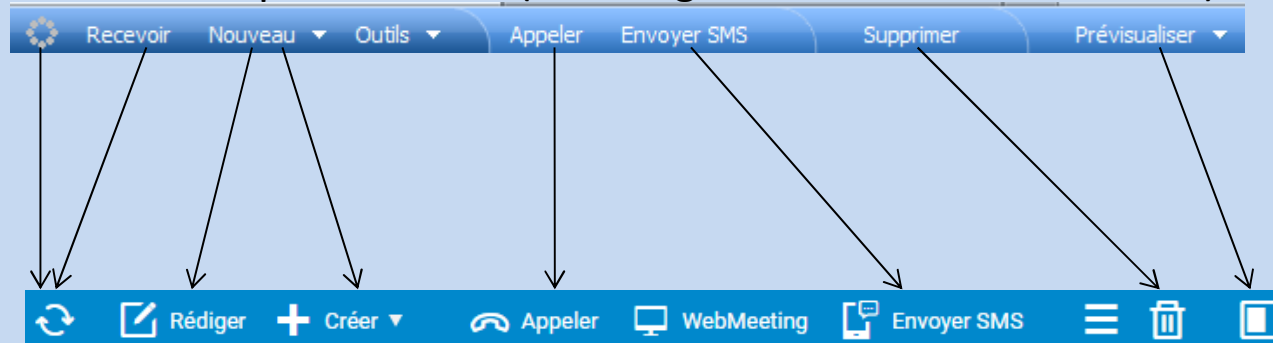 Recevoir Nouveau Outils Appeler Envoyer SMS Supprimer Prévisualiser
Rédiger Créer Appeler WebMeeting Envoyer SMS